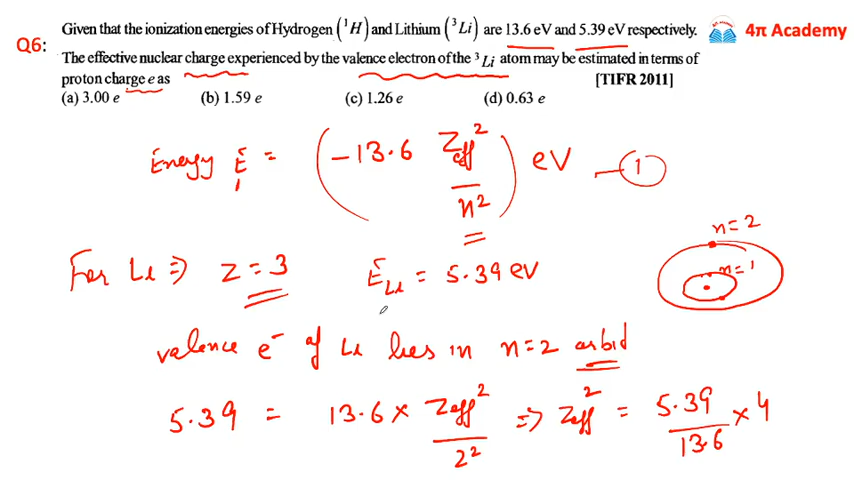 Q6: Given that the ionization energies of Hydrogen (¹H) and Lithium (³Li) are 13.6 eV and 5.39 eV respectively.
4π Academy
The effective nuclear charge experienced by the valence electron of the ³Li atom may be estimated in terms of
proton charge e as [TIFR 2011]
(a) 3.00 e (b) 1.59 e (c) 1.26 e (d) 0.63 e
Energy E₁ = (-13.6 Zeff²/n²) eV —①
n=2
n=1
For Li ⇒ Z=3 E_Li = 5.39 eV
valence e⁻ of Li lies in n=2 orbid
5.39 = 13.6 × Zeff²/2² ⇒ Zeff² = 5.39/13.6 × 4